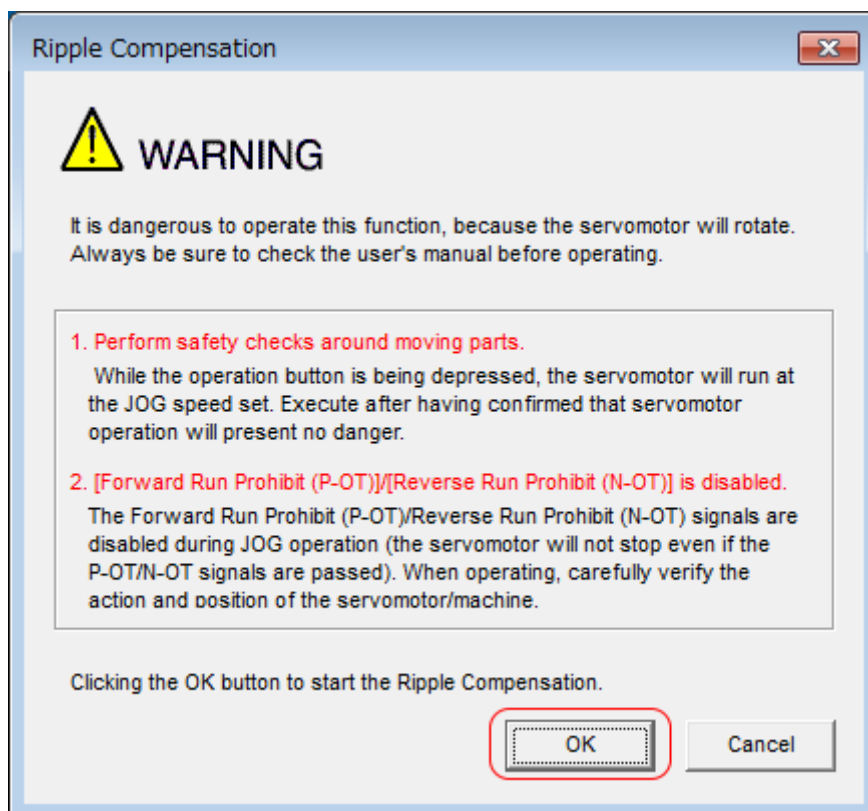 Ripple Compensation
WARNING
It is dangerous to operate this function, because the servomotor will rotate.
Always be sure to check the user's manual before operating.
1. Perform safety checks around moving parts.
While the operation button is being depressed, the servomotor will run at
the JOG speed set. Execute after having confirmed that servomotor
operation will present no danger.
2. [Forward Run Prohibit (P-OT)]/[Reverse Run Prohibit (N-OT)] is disabled.
The Forward Run Prohibit (P-OT)/Reverse Run Prohibit (N-OT) signals are
disabled during JOG operation (the servomotor will not stop even if the
P-OT/N-OT signals are passed). When operating, carefully verify the
action and position of the servomotor/machine.
Clicking the OK button to start the Ripple Compensation.
OK
Cancel